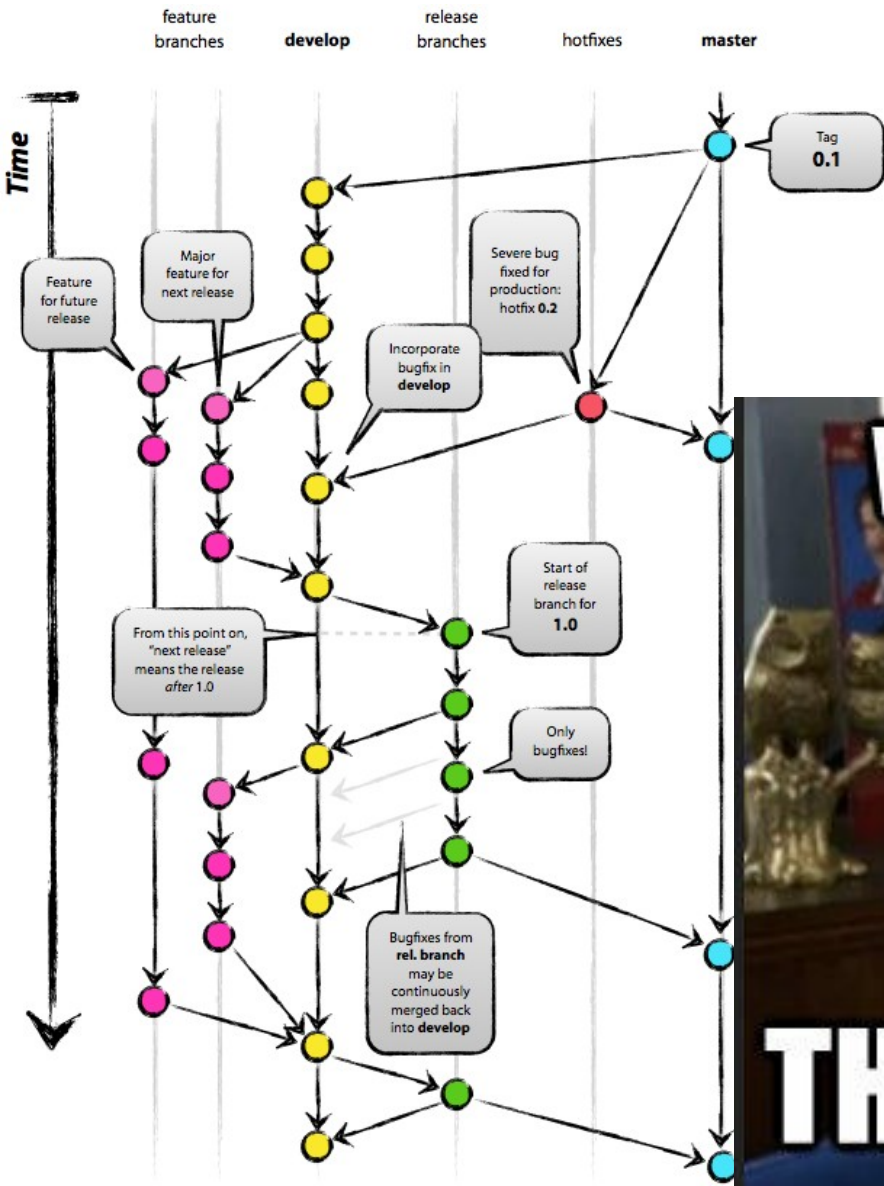 feature
branches
develop
release
branches
hotfixes
master
Time
Tag
0.1
Major
feature for
next release
Severe bug
fixed for
production:
hotfix 0.2
Feature
for future
release
Incorporate
bugfix in
develop
Start of
release
branch for
1.0
From this point on,
"next release"
means the release
after 1.0
Only
bugfixes!
Bugfixes from
rel. branch
may be
continuously
merged back
into develop
TH